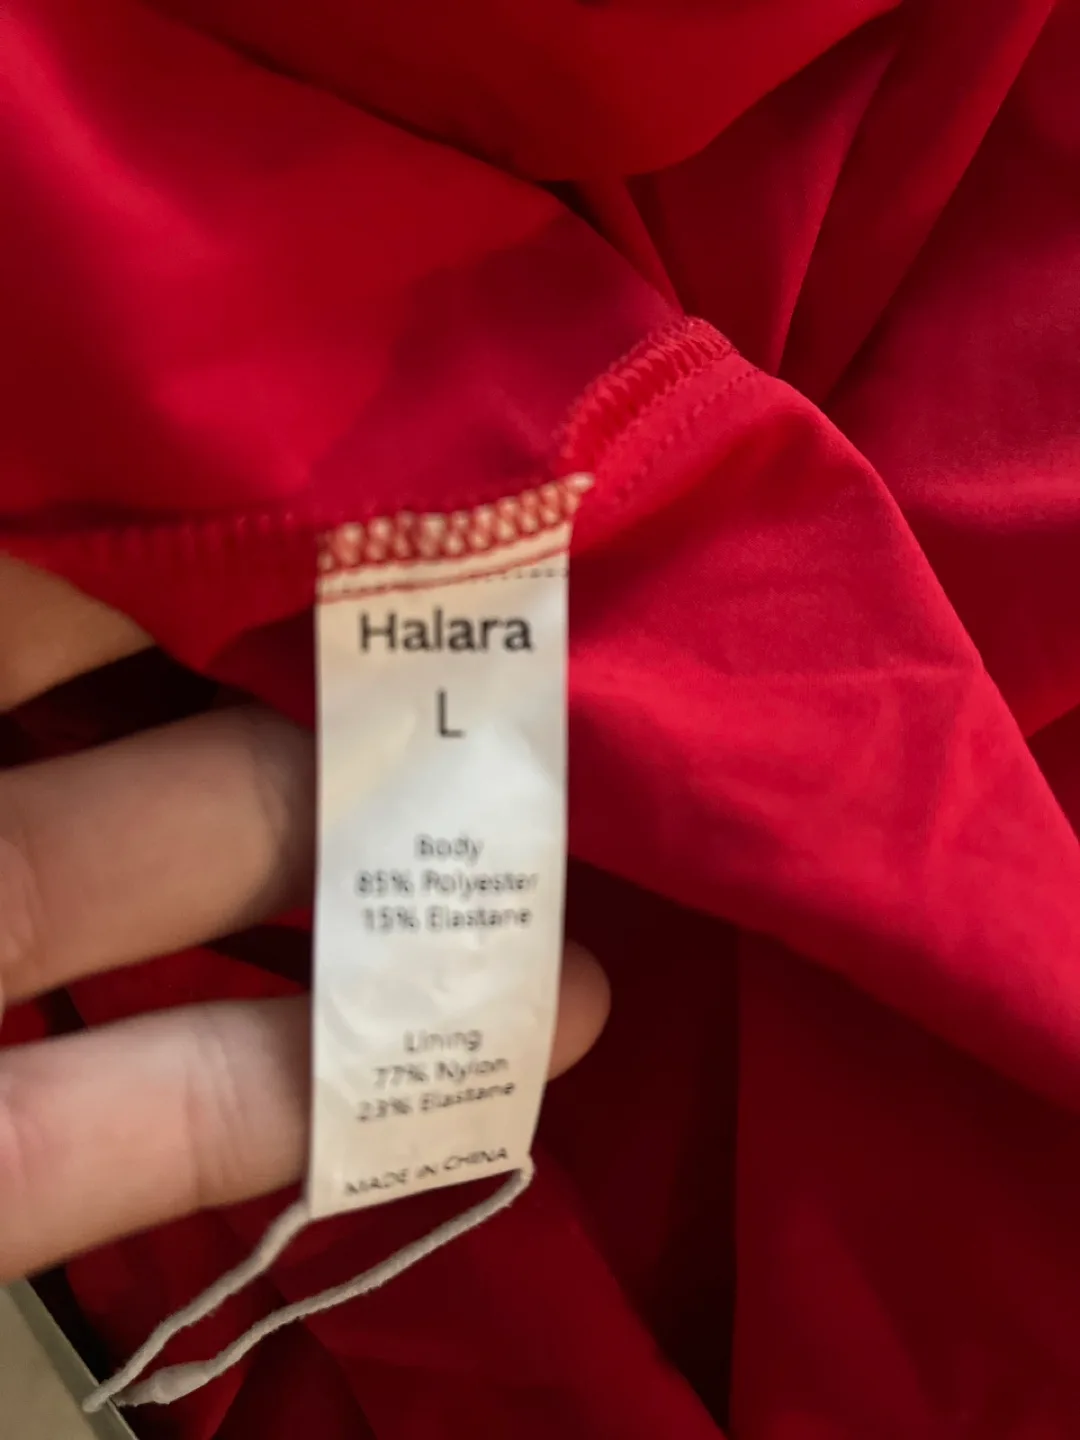 Halara
L
Body
85% Polyester
15% Elastane
Lining
77% Nylon
23% Elastane
MADE IN CHINA